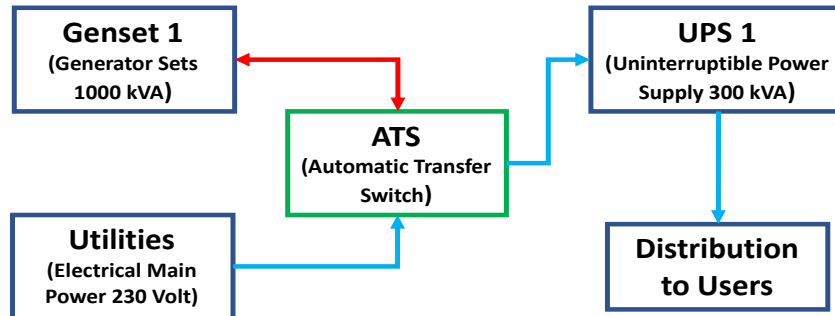 Genset 1
(Generator Sets
1000 kVA)
UPS 1
(Uninterruptible Power
Supply 300 kVA)
ATS
(Automatic Transfer
Switch)
Utilities
(Electrical Main
Power 230 Volt)
Distribution
to Users